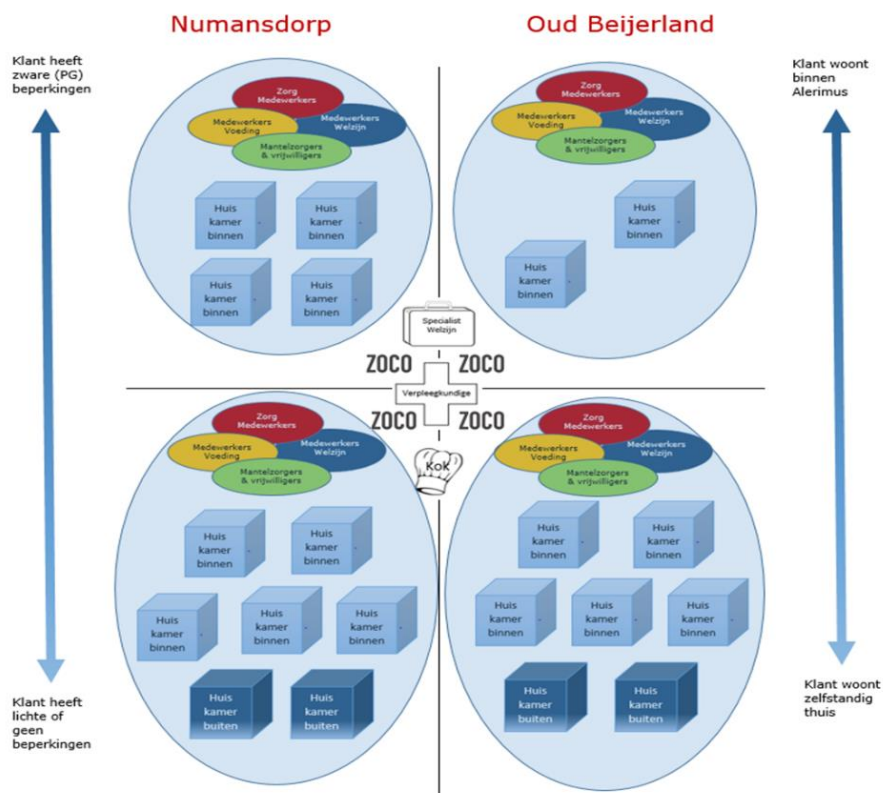 Numansdorp
Oud Beijerland
Klant heeft
zware (PG)
beperkingen
Klant woont
binnen
Alerimus
Zorg
Medewerkers
Medewerkers
Voeding
Medewerkers
Welzijn
Mantelzorgers
& vrijwilligers
Huis
kamer
binnen
Huis
kamer
binnen
Huis
kamer
binnen
Huis
kamer
binnen
Zorg
Medewerkers
Medewerkers
Voeding
Medewerkers
Welzijn
Mantelzorgers
& vrijwilligers
Huis
kamer
binnen
Huis
kamer
binnen
Specialist
Welzijn
ZOCO
ZOCO
Verpleegkundige
ZOCO
ZOCO
Kok
Zorg
Medewerkers
Medewerkers
Voeding
Medewerkers
Welzijn
Mantelzorgers
& vrijwilligers
Huis
kamer
binnen
Huis
kamer
binnen
Huis
kamer
binnen
Huis
kamer
binnen
Huis
kamer
binnen
Huis
kamer
buiten
Huis
kamer
buiten
Zorg
Medewerkers
Medewerkers
Voeding
Medewerkers
Welzijn
Mantelzorgers
& vrijwilligers
Huis
kamer
binnen
Huis
kamer
binnen
Huis
kamer
binnen
Huis
kamer
binnen
Huis
kamer
binnen
Huis
kamer
buiten
Huis
kamer
buiten
Klant heeft
lichte of
geen
beperkingen
Klant woont
zelfstandig
thuis